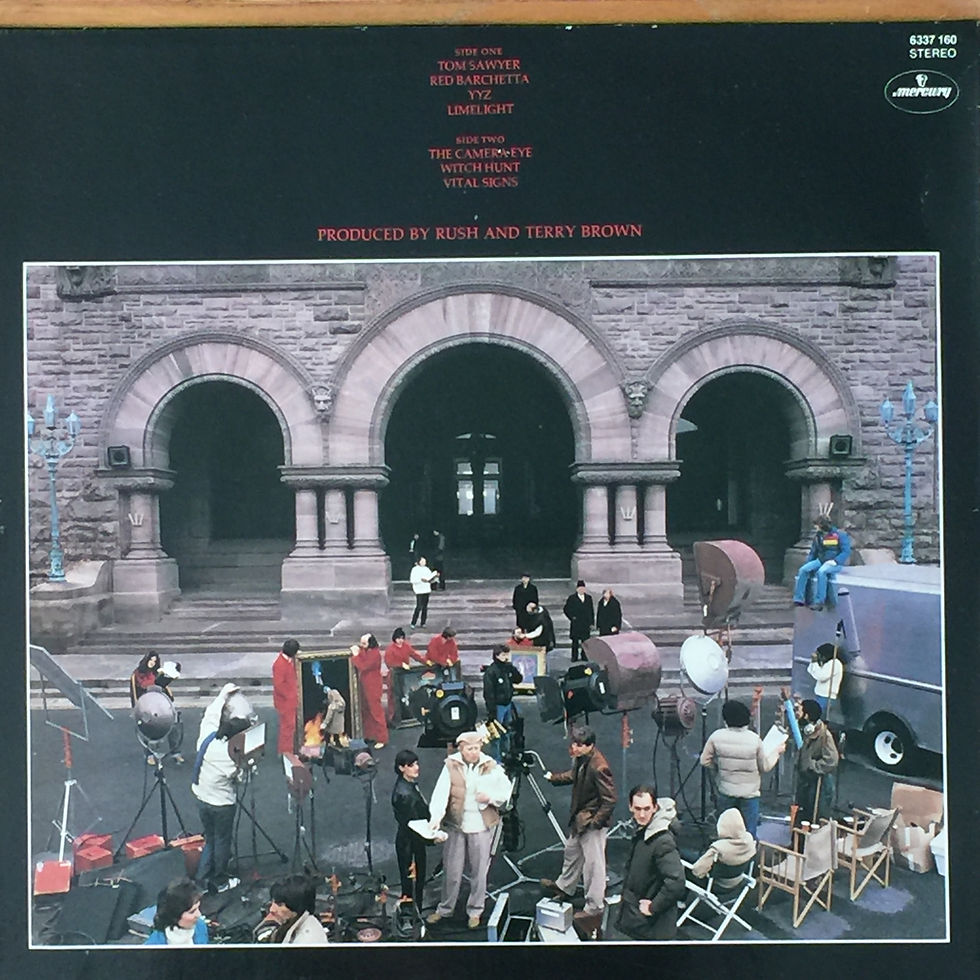 SIDE ONE
TOM SAWYER
RED BARCHETTA
YYZ
LIMELIGHT
SIDE TWO
THE CAMERA EYE
WITCH HUNT
VITAL SIGNS
PRODUCED BY RUSH AND TERRY BROWN
6337 160
STEREO
mercury